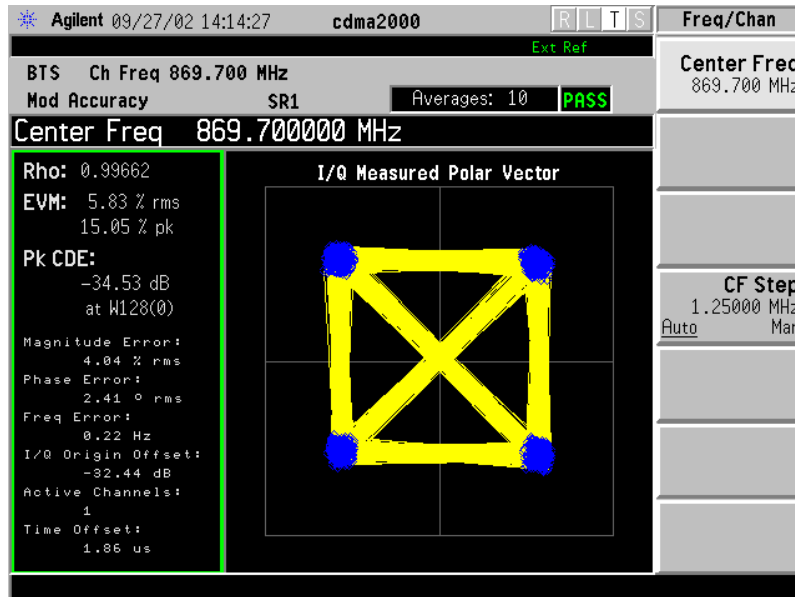 Agilent 09/27/02 14:14:27 cdma2000 R L T S Freq/Chan
Ext Ref
BTS Ch Freq 869.700 MHz
Mod Accuracy SR1 Averages: 10 PASS
Center Freq 869.700000 MHz
Center Freq
869.700 MHz
Rho: 0.99662
EVM: 5.83 % rms
15.05 % pk
Pk CDE:
-34.53 dB
at W128(0)
Magnitude Error:
4.04 % rms
Phase Error:
2.41 º rms
Freq Error:
0.22 Hz
I/Q Origin Offset:
-32.44 dB
Active Channels:
1
Time Offset:
1.86 us
I/Q Measured Polar Vector
CF Step
1.25000 MHz
Auto Man